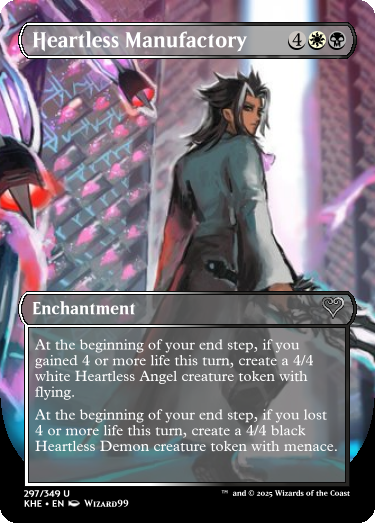 Heartless Manufactory 4
Enchantment
At the beginning of your end step, if you
gained 4 or more life this turn, create a 4/4
white Heartless Angel creature token with
flying.
At the beginning of your end step, if you lost
4 or more life this turn, create a 4/4 black
Heartless Demon creature token with menace.
297/349 U
KHE • EN Wizard99
™ and © 2025 Wizards of the Coast